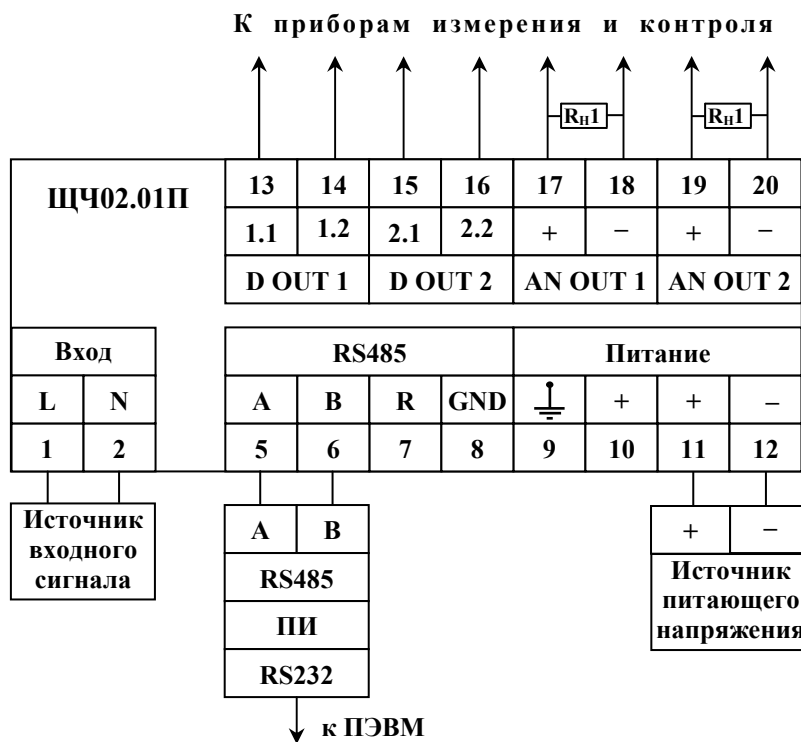 К приборам измерения и контроля
Rн1 Rн1
ЩЧ02.01П
13 14 15 16 17 18 19 20
1.1 1.2 2.1 2.2 + − + −
D OUT 1 D OUT 2 AN OUT 1 AN OUT 2
Вход RS485 Питание
L N A B R GND + + −
1 2 5 6 7 8 9 10 11 12
Источник
входного
сигнала
A B
RS485
ПИ
RS232
к ПЭВМ
+ −
Источник
питающего
напряжения